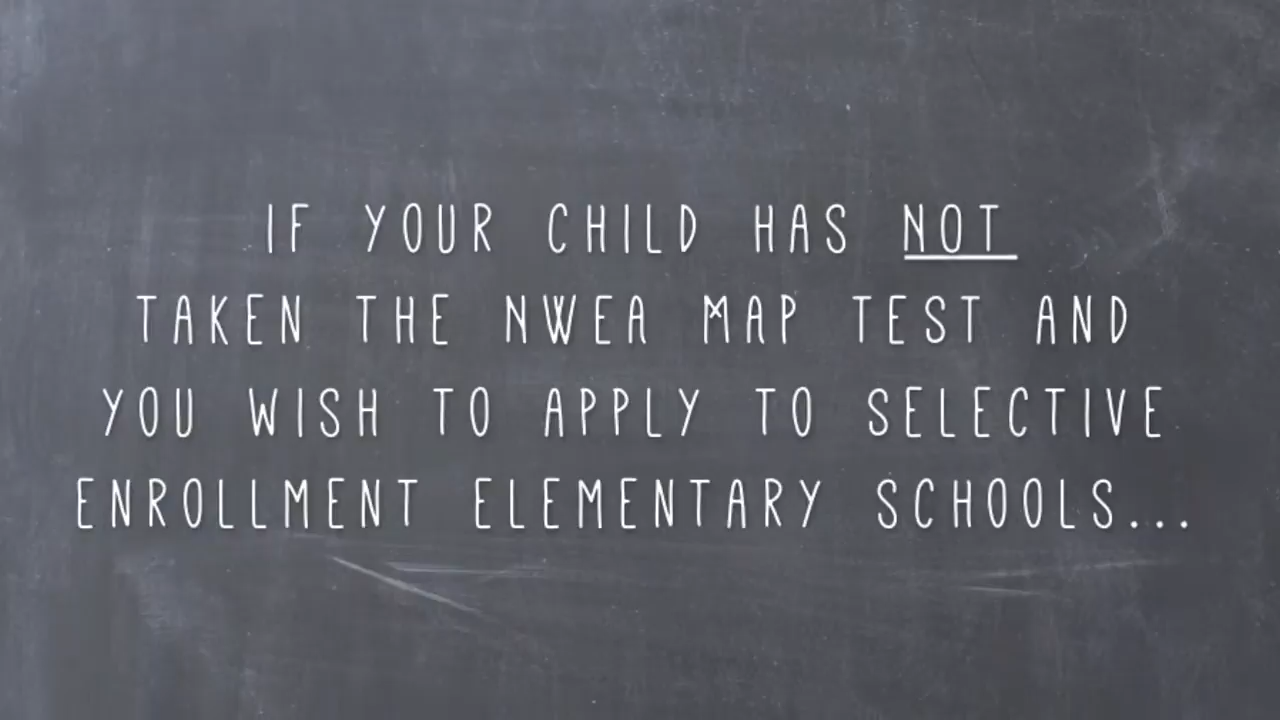 IF YOUR CHILD HAS NOT
TAKEN THE NWEA MAP TEST AND
YOU WISH TO APPLY TO SELECTIVE
ENROLLMENT ELEMENTARY SCHOOLS...